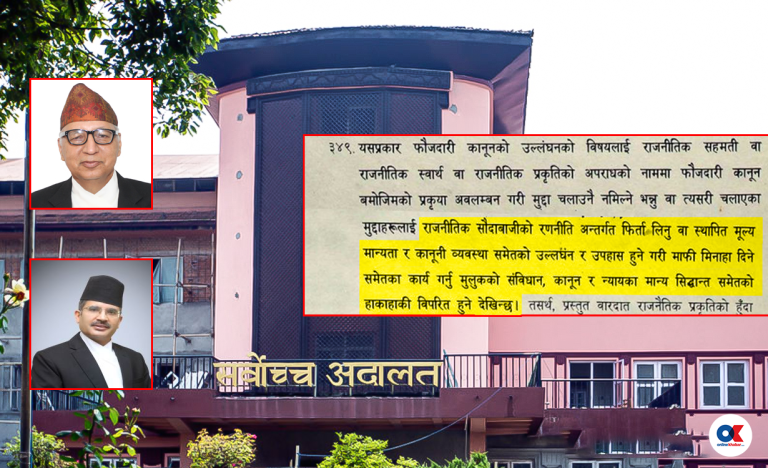 ३४९. यसप्रकार फौजदारी कानूनको उल्लंघनको विषयलाई राजनीतिक सहमती वा
राजनीतिक स्वार्थ वा राजनीतिक प्रकृतिको अपराधको नाममा फौजदारी कानून
बमोजिमको प्रकृया अवलम्बन गरी मुद्दा चलाउनै नमिल्ने भन्नु वा त्यसरी चलाएका
मुद्दाहरूलाई राजनीतिक सौदाबाजीको रणनीति अन्तर्गत फिर्ता लिनु वा स्थापित मूल्य
मान्यता र कानूनी व्यवस्था समेतको उल्लंघन र उपहास हुने गरी माफी मिनाहा दिने
समेतका कार्य गर्नु मुलुकको संविधान, कानून र न्यायका मान्य सिद्धान्त समेतको
हाकाहाकी विपरित हुने देखिन्छ। तसर्थ, प्रस्तुत वारदात राजनैतिक प्रकृतिको हुँदा
सर्वोच्च अदालत
OK
onlinekhabar.com